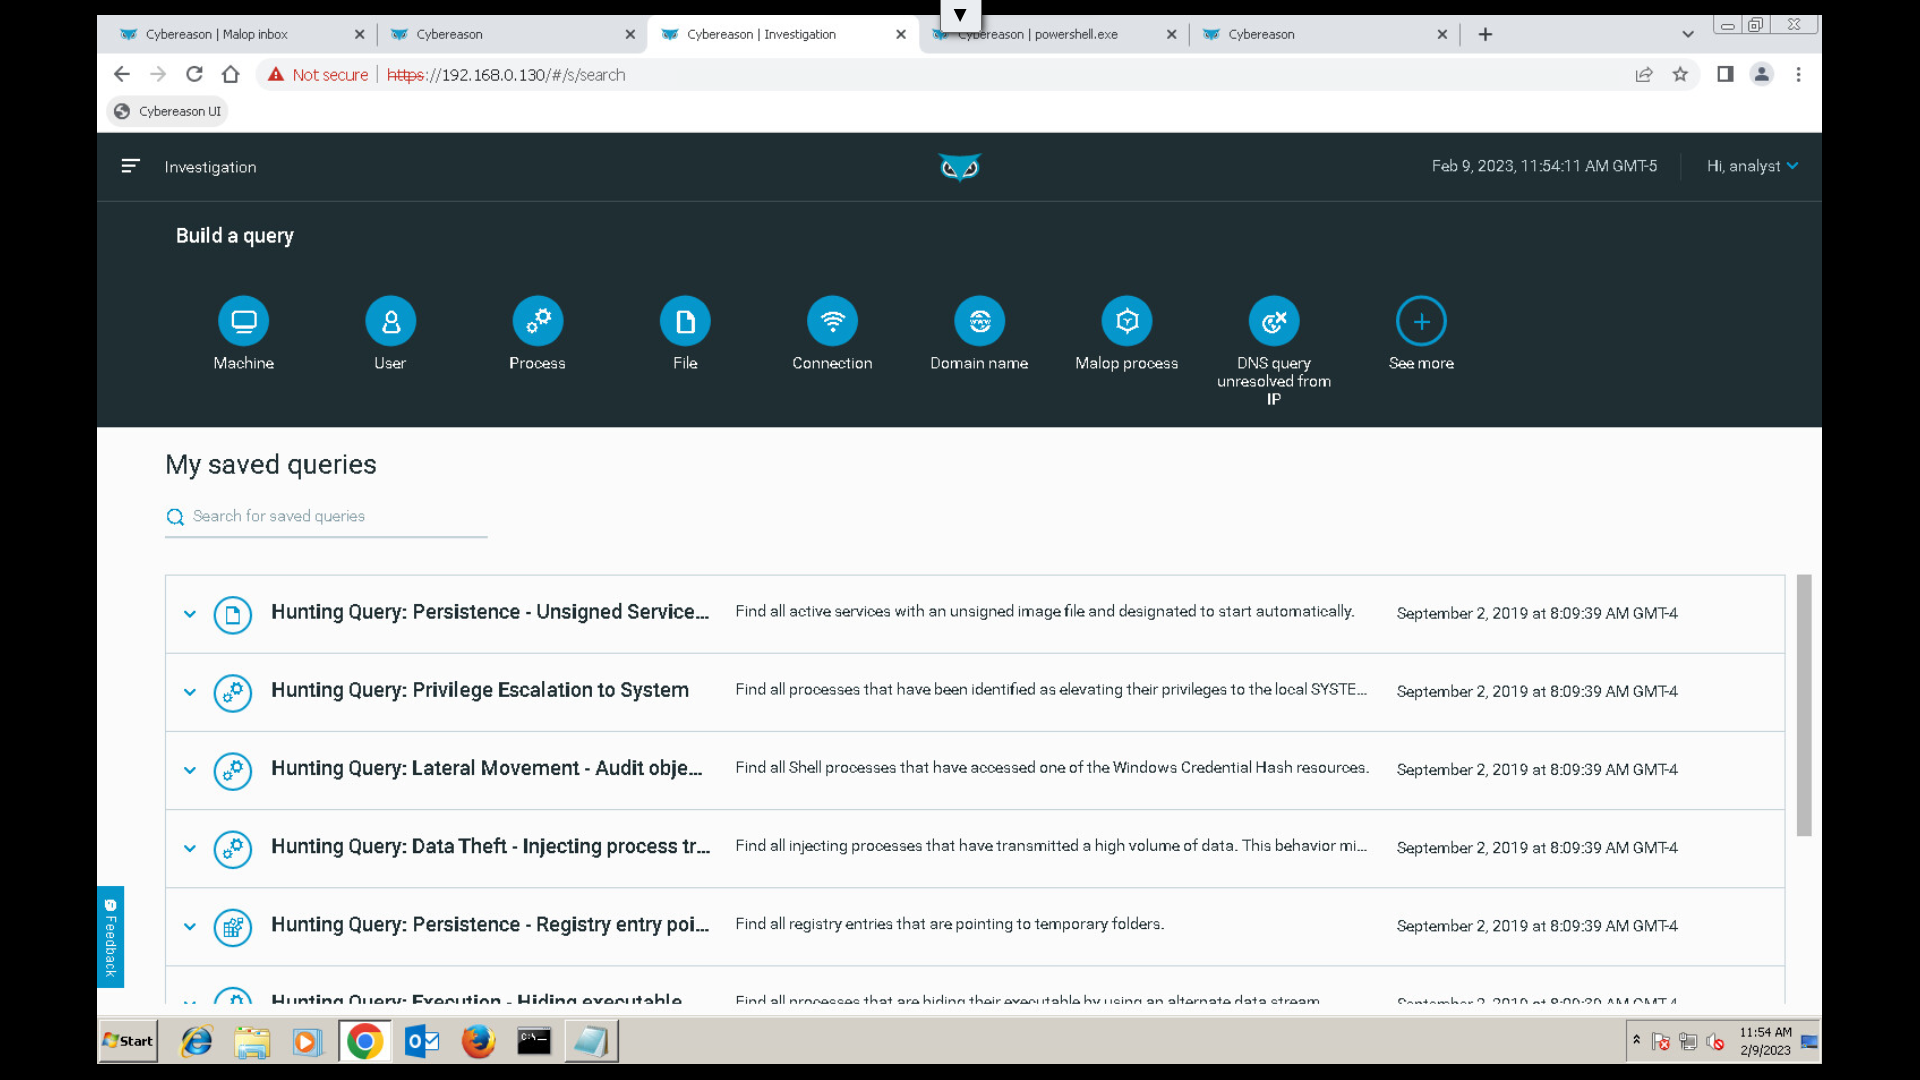 ▼
Cybereason | Malop inbox
Cybereason
Cybereason | Investigation
Cybereason | powershell.exe
Cybereason
Not secure
https://192.168.0.130/#/s/search
Cybereason UI
Investigation
Feb 9, 2023, 11:54:11 AM GMT-5
Hi, analyst
Build a query
Machine
User
Process
File
Connection
Domain name
Malop process
DNS query
unresolved from
IP
See more
My saved queries
Search for saved queries
Hunting Query: Persistence - Unsigned Service...
Find all active services with an unsigned image file and designated to start automatically.
September 2, 2019 at 8:09:39 AM GMT-4
Hunting Query: Privilege Escalation to System
Find all processes that have been identified as elevating their privileges to the local SYSTE...
September 2, 2019 at 8:09:39 AM GMT-4
Hunting Query: Lateral Movement - Audit obje...
Find all Shell processes that have accessed one of the Windows Credential Hash resources.
September 2, 2019 at 8:09:39 AM GMT-4
Hunting Query: Data Theft - Injecting process tr...
Find all injecting processes that have transmitted a high volume of data. This behavior mi...
September 2, 2019 at 8:09:39 AM GMT-4
Hunting Query: Persistence - Registry entry poi...
Find all registry entries that are pointing to temporary folders.
September 2, 2019 at 8:09:39 AM GMT-4
Hunting Query: Execution - Hiding executable
Find all processes that are hiding their executable by using an alternate data stream
September 2, 2019 at 8:09:39 AM GMT-4
Feedback
Start
C:\
11:54 AM
2/9/2023